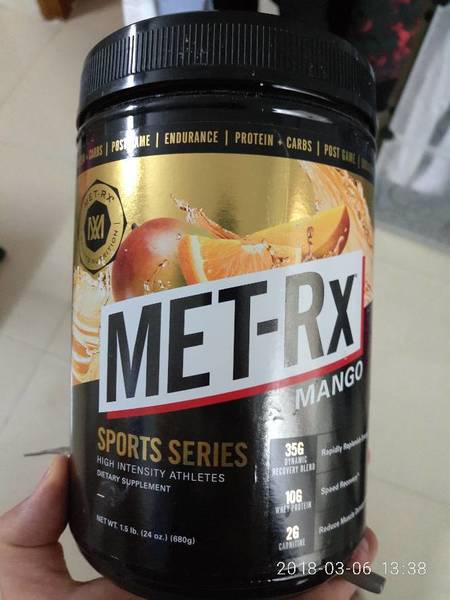 CARBS | POST GAME | ENDURANCE | PROTEIN + CARBS | POST GAME |
MET-RX
NUTRITION
MET-Rx
MANGO
SPORTS SERIES
HIGH INTENSITY ATHLETES
DIETARY SUPPLEMENT
NET WT. 1.5 lb. (24 oz.) (680g)
35G
DYNAMIC
RECOVERY BLEND
Rapidly Replenish
10G
WHEY PROTEIN
Speed Recovery
2G
CARNITINE
Reduce Muscle
2018-03-06 13:38